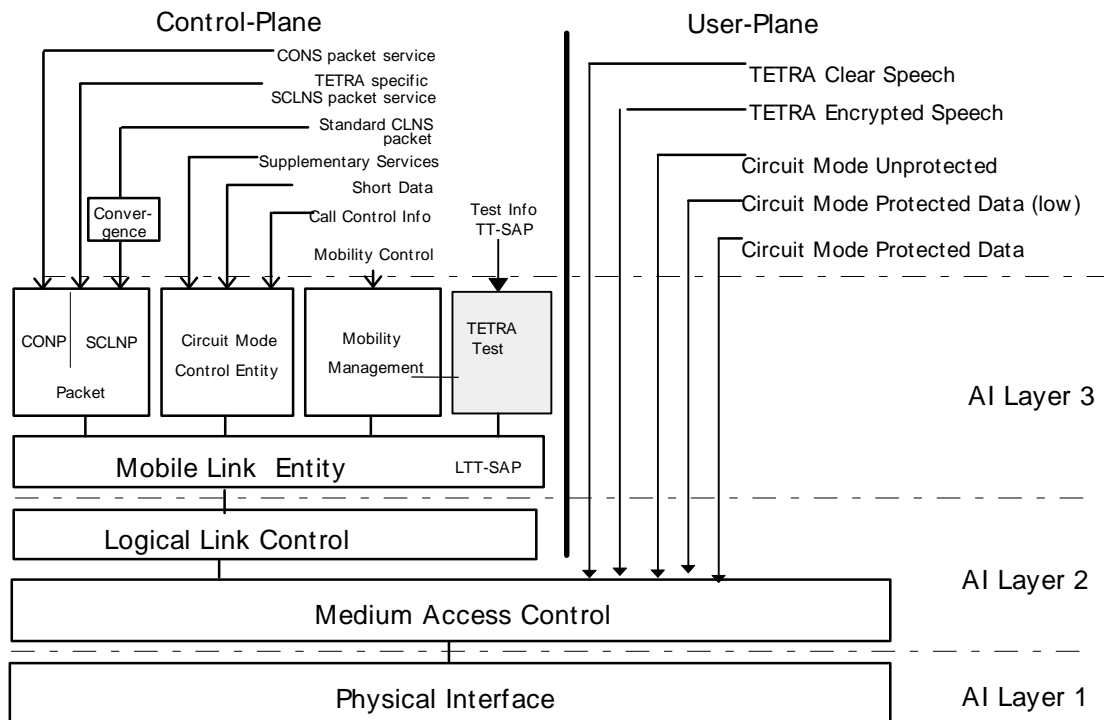 Control-Plane
User-Plane
CONS packet service
TETRA specific
SCLNS packet service
Standard CLNS
packet
Supplementary Services
Short Data
Call Control Info
Mobility Control
Conver-
gence
Test Info
TT-SAP
TETRA Clear Speech
TETRA Encrypted Speech
Circuit Mode Unprotected
Circuit Mode Protected Data (low)
Circuit Mode Protected Data
CONP
SCLNP
Packet
Circuit Mode
Control Entity
Mobility
Management
TETRA
Test
AI Layer 3
Mobile Link Entity
LTT-SAP
Logical Link Control
AI Layer 2
Medium Access Control
Physical Interface
AI Layer 1